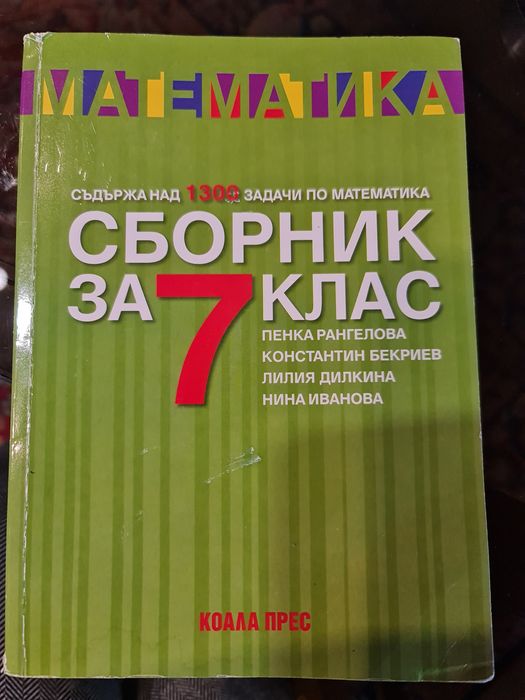 МАТЕМАТИКА
СЪДЪРЖА НАД 1300 ЗАДАЧИ ПО МАТЕМАТИКА
СБОРНИК
ЗА 7 КЛАС
ПЕНКА РАНГЕЛОВА
КОНСТАНТИН БЕКРИЕВ
ЛИЛИЯ ДИЛКИНА
НИНА ИВАНОВА
КОАЛА ПРЕС